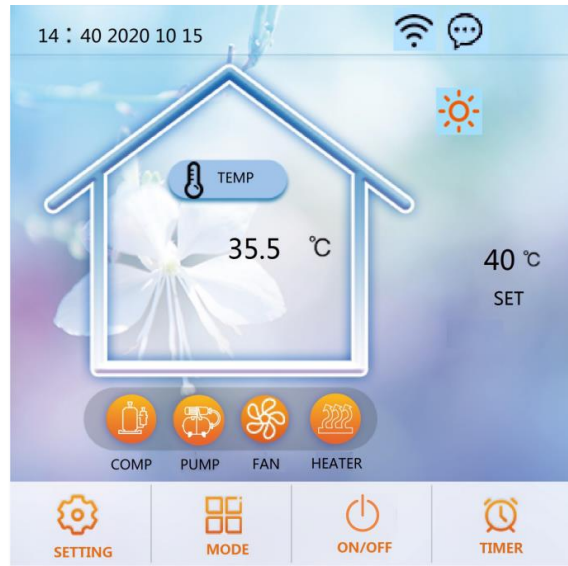 14：40 2020 10 15
TEMP
35.5 ℃
40 ℃
SET
COMP PUMP FAN HEATER
SETTING MODE ON/OFF TIMER